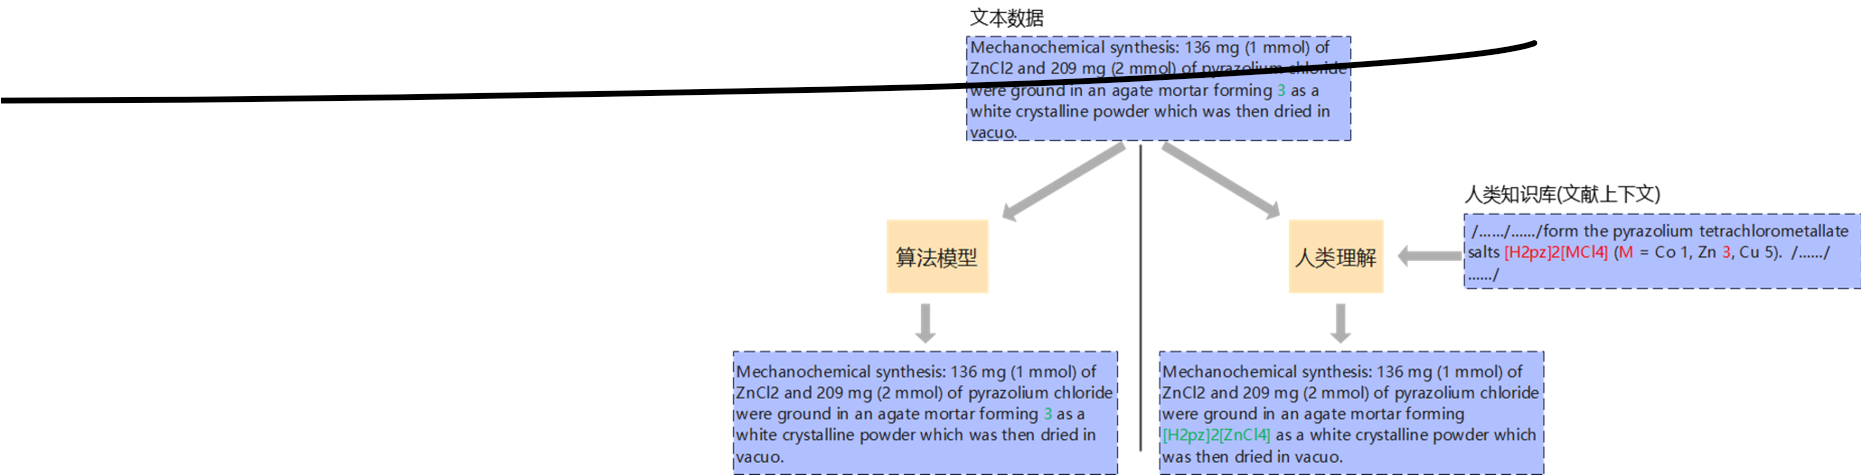 文本数据
Mechanochemical synthesis: 136 mg (1 mmol) of
ZnCl2 and 209 mg (2 mmol) of pyrazolium chloride
were ground in an agate mortar forming 3 as a
white crystalline powder which was then dried in
vacuo.
人类知识库(文献上下文)
/....../....../form the pyrazolium tetrachlorometallate
salts [H2pz]2[MCl4] (M = Co 1, Zn 3, Cu 5). /....../
....../
算法模型
人类理解
Mechanochemical synthesis: 136 mg (1 mmol) of
ZnCl2 and 209 mg (2 mmol) of pyrazolium chloride
were ground in an agate mortar forming 3 as a
white crystalline powder which was then dried in
vacuo.
Mechanochemical synthesis: 136 mg (1 mmol) of
ZnCl2 and 209 mg (2 mmol) of pyrazolium chloride
were ground in an agate mortar forming
[H2pz]2[ZnCl4] as a white crystalline powder which
was then dried in vacuo.